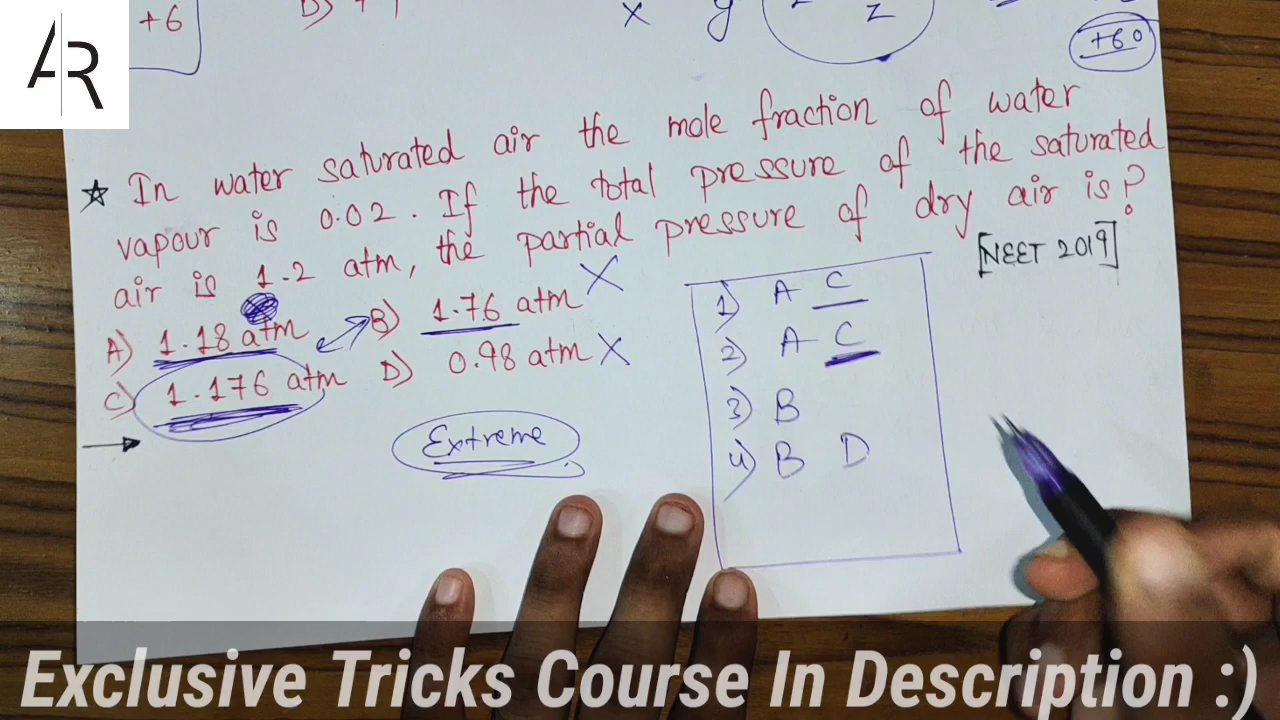 AR
+6
x y z
+60
☆ In water saturated air the mole fraction of water
vapour is 0.02. If the total pressure of the saturated
air is 1.2 atm, the partial pressure of dry air is?
[NEET 2019]
A) 1.18 atm B) 1.76 atm X
C) 1.176 atm D) 0.98 atm X
Extreme
1) A C
2) A C
3) B
4) B D
Exclusive Tricks Course In Description :)